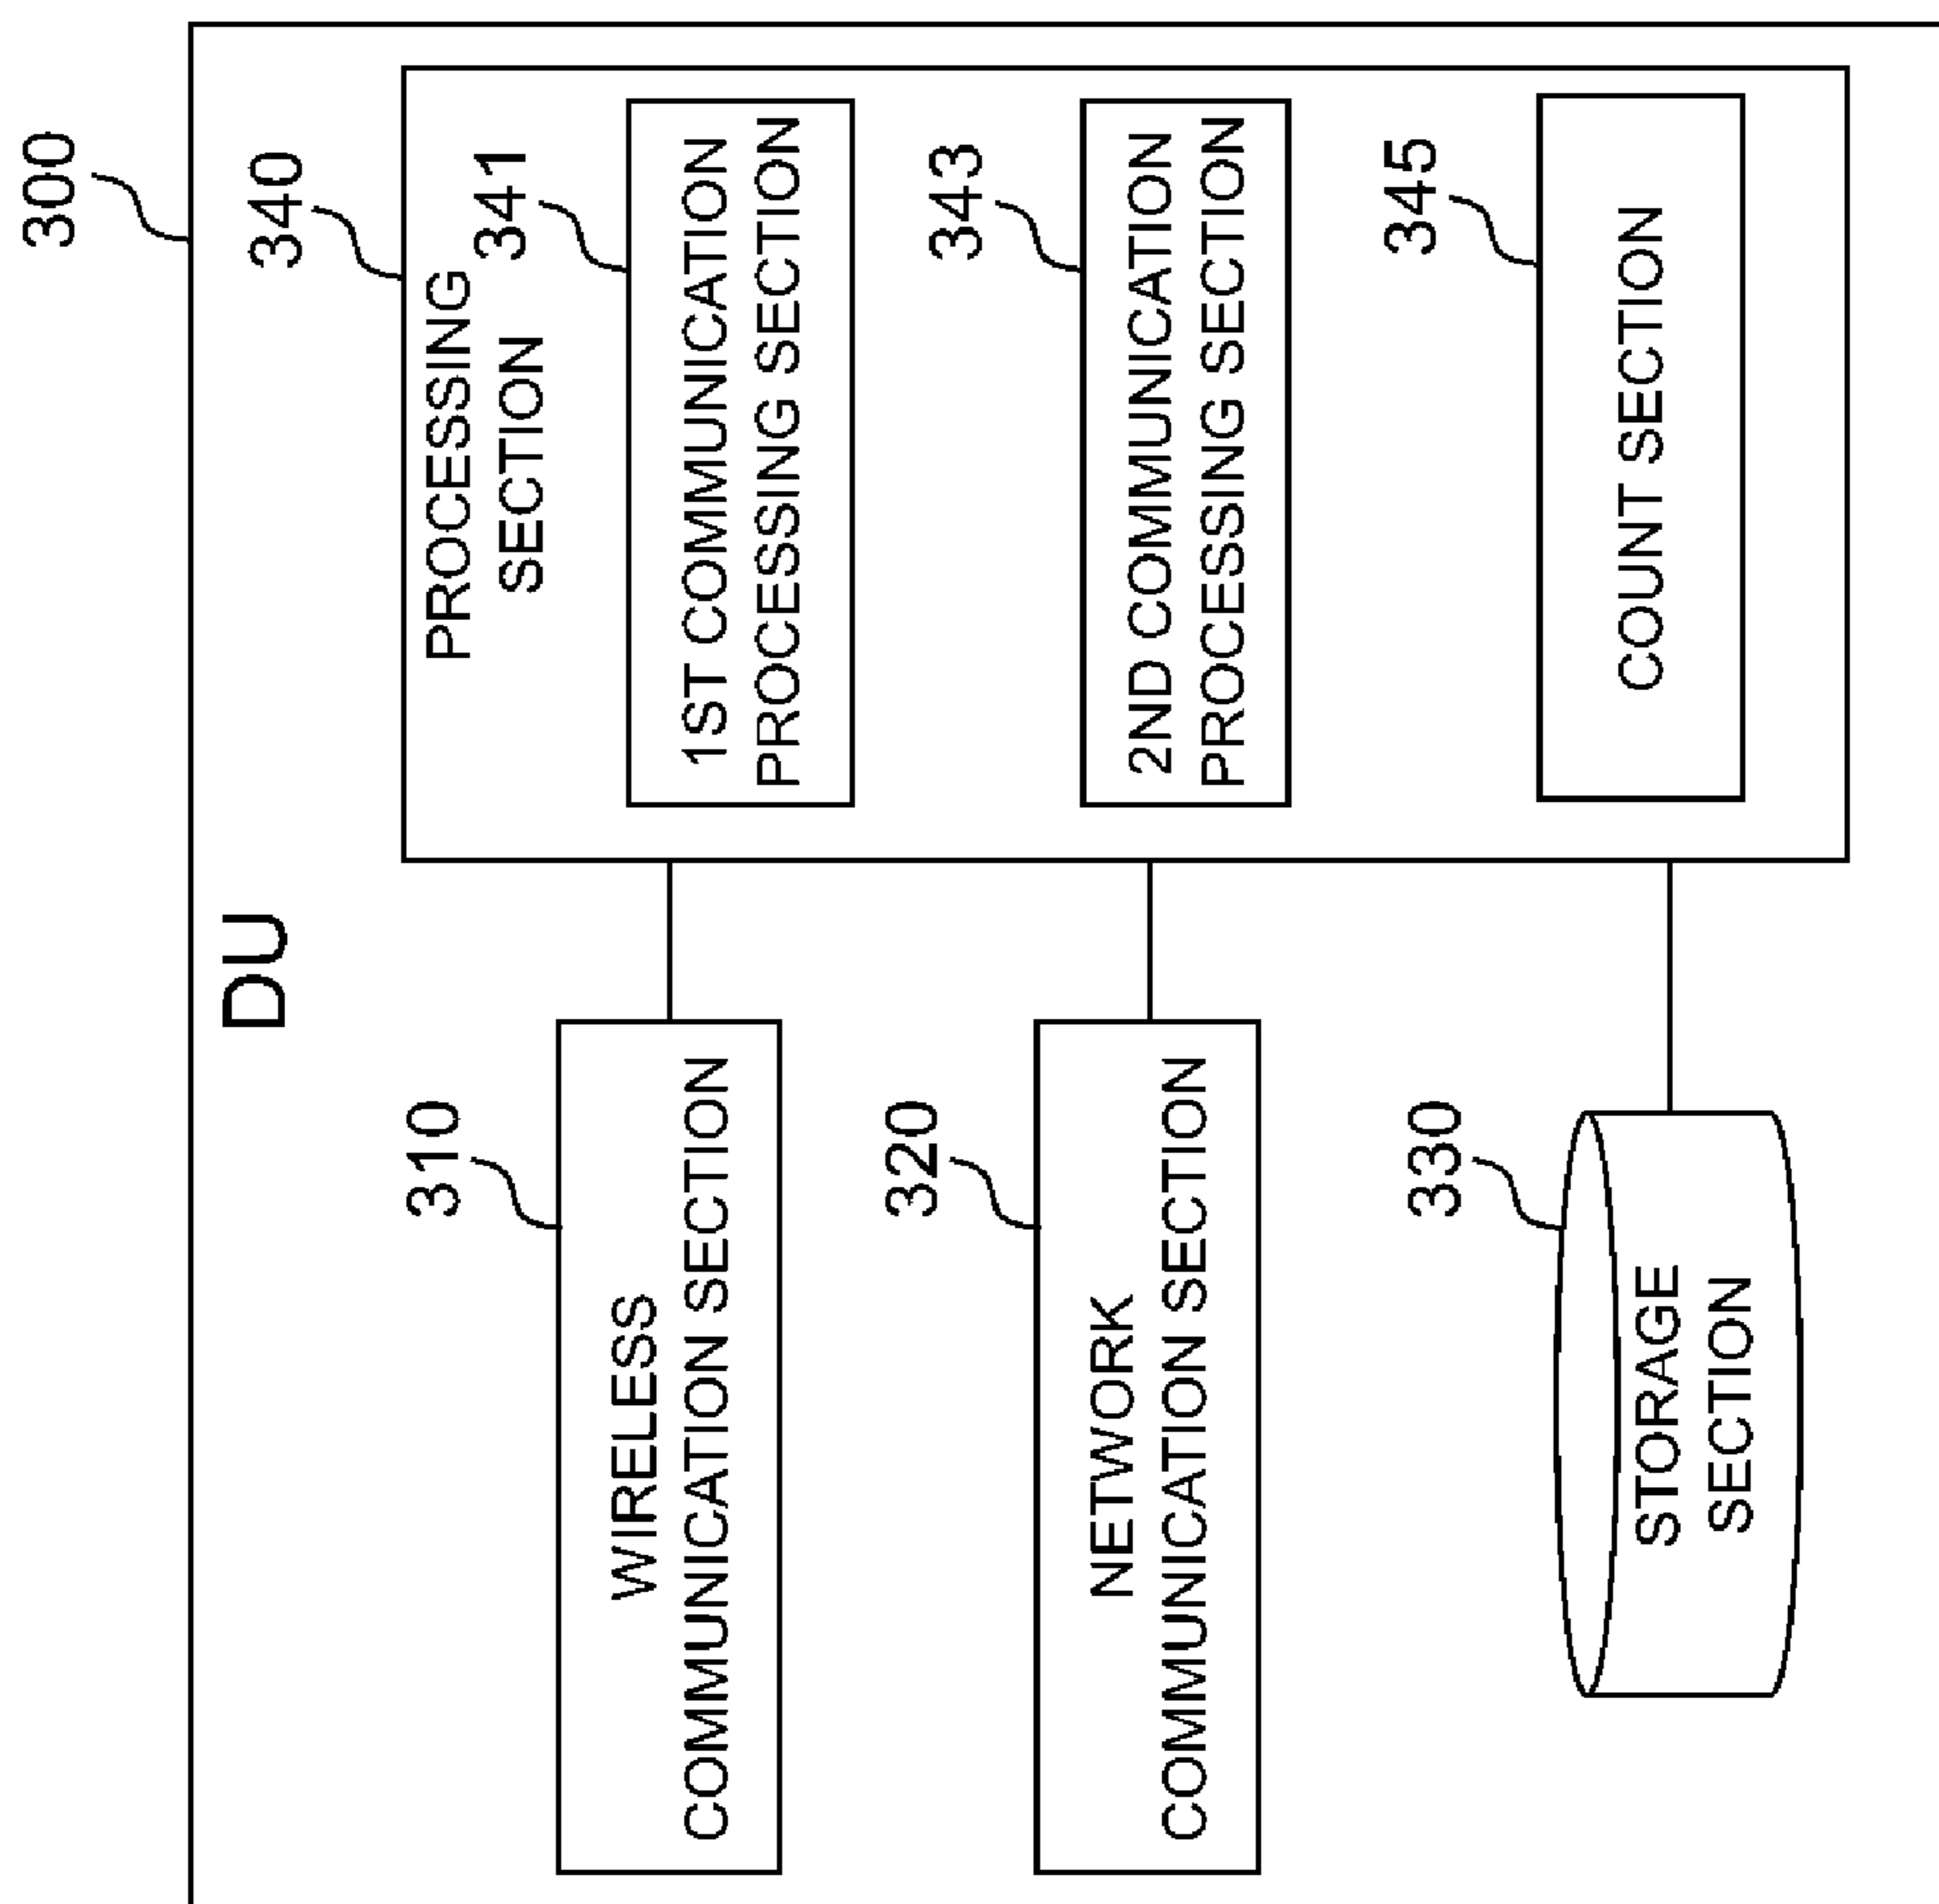 300
DU
310
WIRELESS
COMMUNICATION SECTION
320
NETWORK
COMMUNICATION SECTION
330
STORAGE
SECTION
340
PROCESSING
SECTION
341
1ST COMMUNICATION
PROCESSING SECTION
343
2ND COMMUNICATION
PROCESSING SECTION
345
COUNT SECTION